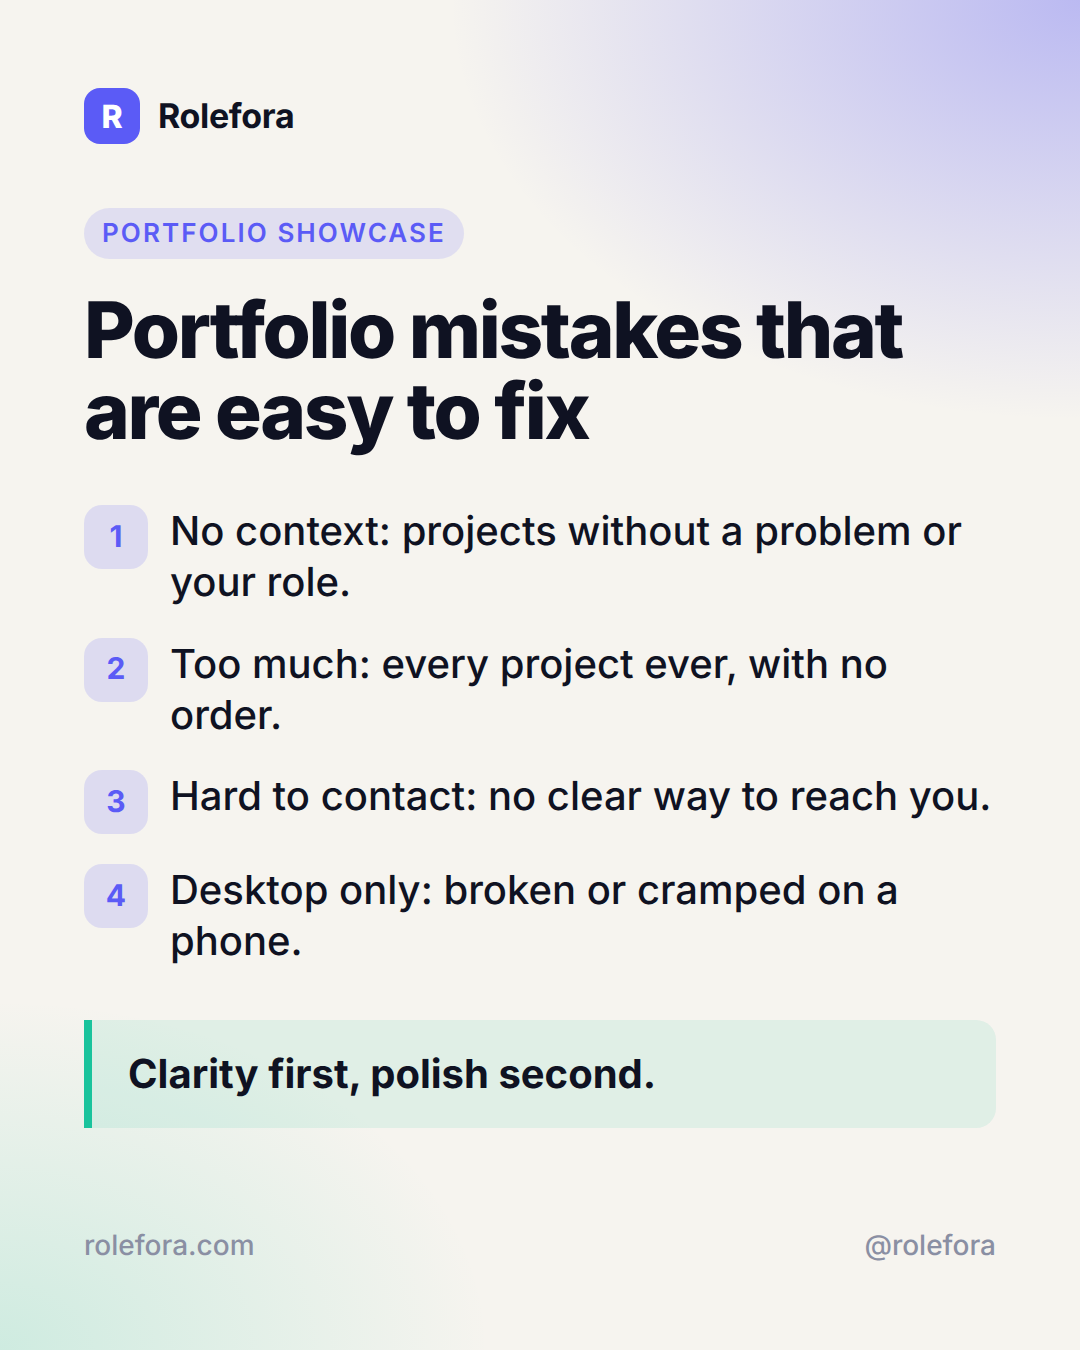 R Rolefora
PORTFOLIO SHOWCASE
Portfolio mistakes that
are easy to fix
1 No context: projects without a problem or
your role.
2 Too much: every project ever, with no
order.
3 Hard to contact: no clear way to reach you.
4 Desktop only: broken or cramped on a
phone.
Clarity first, polish second.
rolefora.com @rolefora